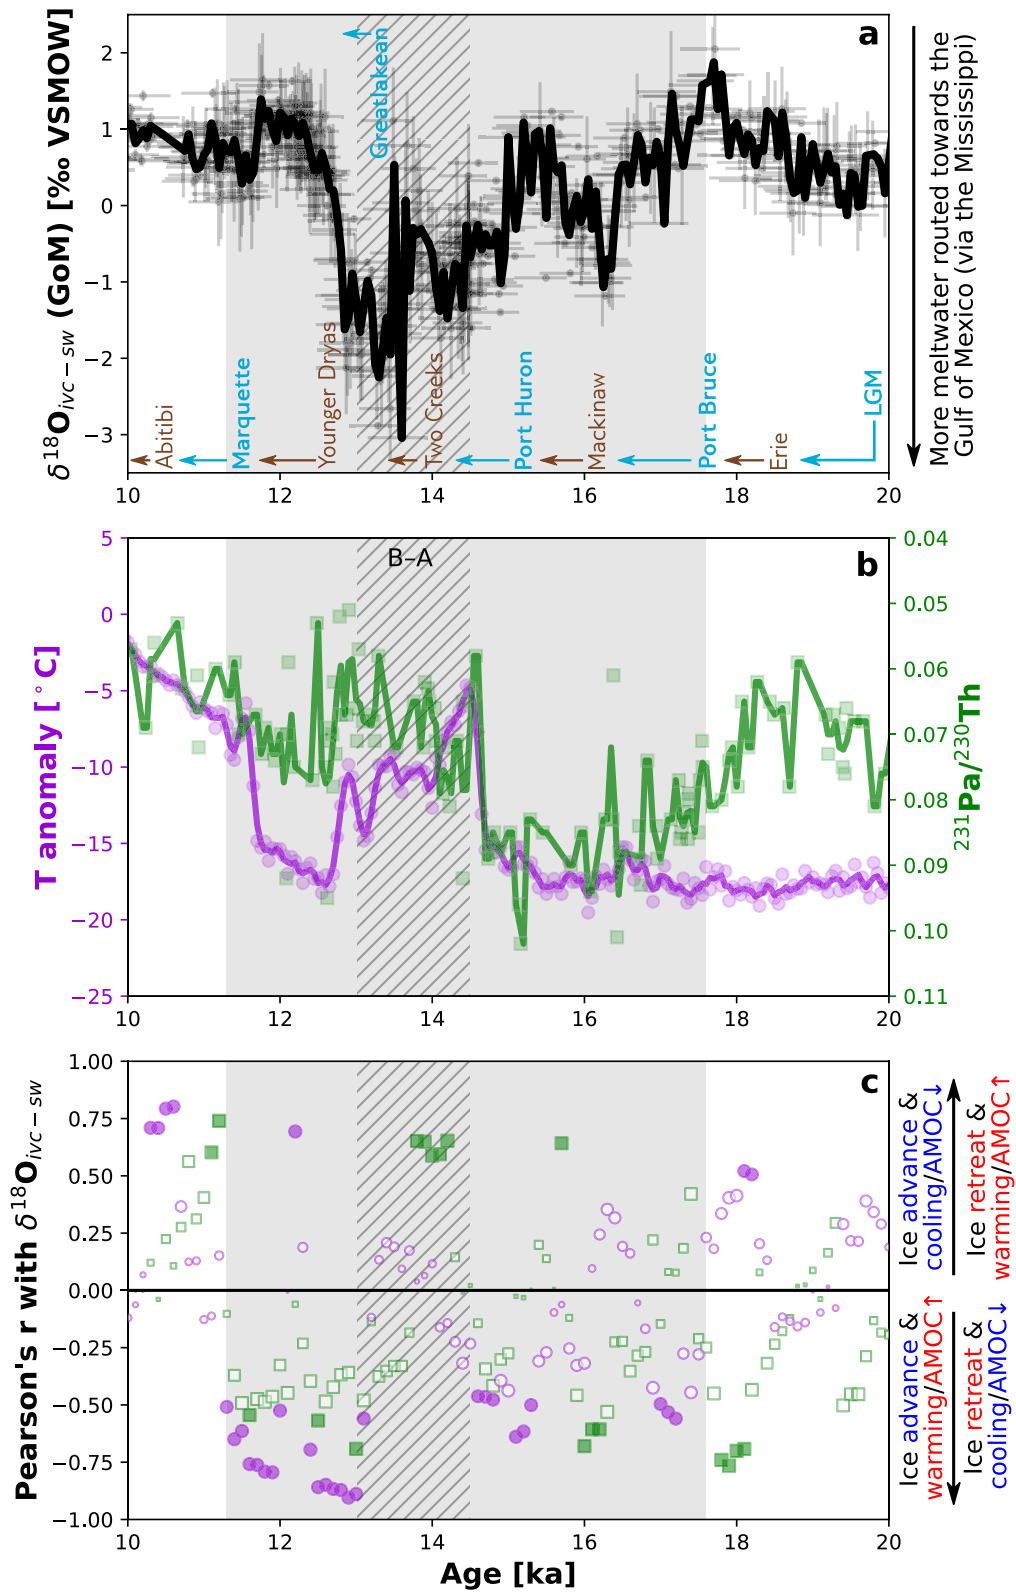 a
δ¹⁸O_{ivc−sw} (GoM) [‰ VSMOW]
2
1
0
−1
−2
−3
Greatlakean
Abitibi
Marquette
Younger Dryas
Two Creeks
Port Huron
Mackinaw
Port Bruce
Erie
LGM
More meltwater routed towards the
Gulf of Mexico (via the Mississippi)
10 12 14 16 18 20
b
B–A
T anomaly [°C]
5
0
−5
−10
−15
−20
−25
0.04
0.05
0.06
0.07
0.08
0.09
0.10
0.11
²³¹Pa/²³⁰Th
10 12 14 16 18 20
c
Pearson's r with δ¹⁸O_{ivc−sw}
1.00
0.75
0.50
0.25
0.00
−0.25
−0.50
−0.75
−1.00
Ice advance &
cooling/AMOC↓
Ice retreat &
warming/AMOC↑
Ice advance &
warming/AMOC↑
Ice retreat &
cooling/AMOC↓
10 12 14 16 18 20
Age [ka]